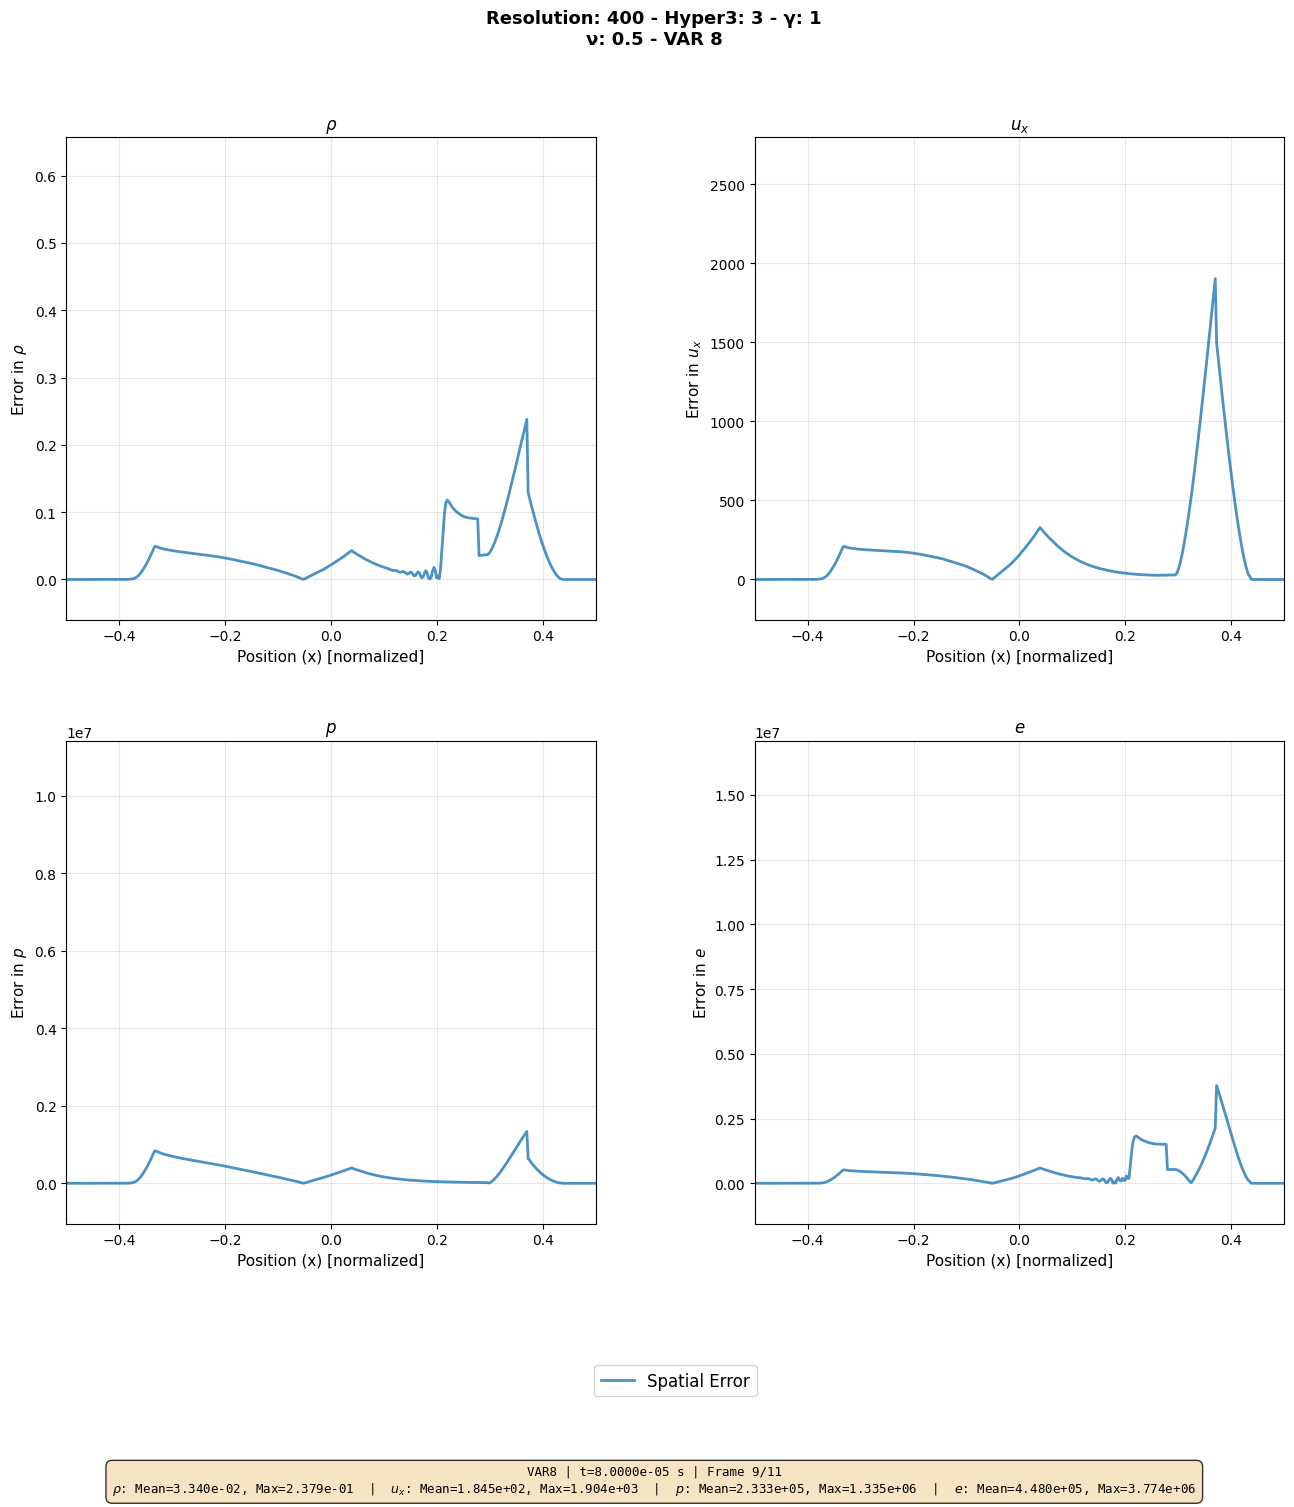 Resolution: 400 - Hyper3: 3 - γ: 1
ν: 0.5 - VAR 8
ρ
Error in ρ
0.6
0.5
0.4
0.3
0.2
0.1
0.0
−0.4 −0.2 0.0 0.2 0.4
Position (x) [normalized]
u_x
Error in u_x
2500
2000
1500
1000
500
0
−0.4 −0.2 0.0 0.2 0.4
Position (x) [normalized]
p
1e7
Error in p
1.0
0.8
0.6
0.4
0.2
0.0
−0.4 −0.2 0.0 0.2 0.4
Position (x) [normalized]
e
1e7
Error in e
1.50
1.25
1.00
0.75
0.50
0.25
0.00
−0.4 −0.2 0.0 0.2 0.4
Position (x) [normalized]
Spatial Error
VAR8 | t=8.0000e-05 s | Frame 9/11
ρ: Mean=3.340e-02, Max=2.379e-01 | u_x: Mean=1.845e+02, Max=1.904e+03 | p: Mean=2.333e+05, Max=1.335e+06 | e: Mean=4.480e+05, Max=3.774e+06